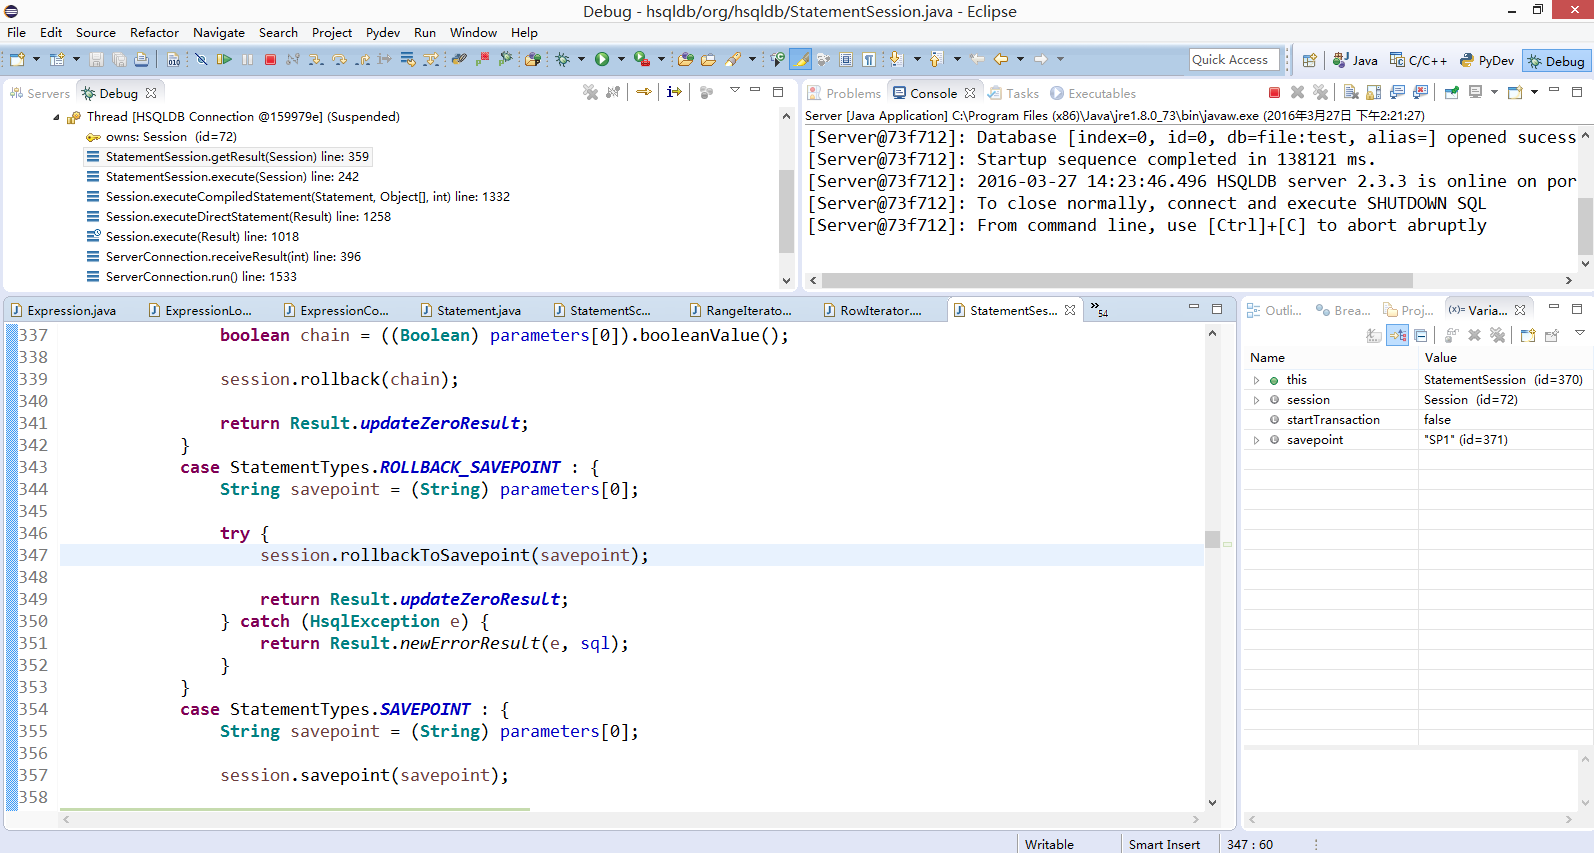 Debug - hsqldb/org/hsqldb/StatementSession.java - Eclipse
File Edit Source Refactor Navigate Search Project Pydev Run Window Help
Quick Access Java C/C++ PyDev Debug
Servers Debug
Thread [HSQLDB Connection @159979e] (Suspended)
owns: Session (id=72)
StatementSession.getResult(Session) line: 359
StatementSession.execute(Session) line: 242
Session.executeCompiledStatement(Statement, Object[], int) line: 1332
Session.executeDirectStatement(Result) line: 1258
Session.execute(Result) line: 1018
ServerConnection.receiveResult(int) line: 396
ServerConnection.run() line: 1533
Problems Console Tasks Executables
Server [Java Application] C:\Program Files (x86)\Java\jre1.8.0_73\bin\javaw.exe (2016年3月27日 下午2:21:27)
[Server@73f712]: Database [index=0, id=0, db=file:test, alias=] opened sucess
[Server@73f712]: Startup sequence completed in 138121 ms.
[Server@73f712]: 2016-03-27 14:23:46.496 HSQLDB server 2.3.3 is online on por
[Server@73f712]: To close normally, connect and execute SHUTDOWN SQL
[Server@73f712]: From command line, use [Ctrl]+[C] to abort abruptly
Expression.java ExpressionLo... ExpressionCo... Statement.java StatementSc... RangeIterato... RowIterator.... StatementSes... »54
337 boolean chain = ((Boolean) parameters[0]).booleanValue();
338
339 session.rollback(chain);
340
341 return Result.updateZeroResult;
342 }
343 case StatementTypes.ROLLBACK_SAVEPOINT : {
344 String savepoint = (String) parameters[0];
345
346 try {
347 session.rollbackToSavepoint(savepoint);
348
349 return Result.updateZeroResult;
350 } catch (HsqlException e) {
351 return Result.newErrorResult(e, sql);
352 }
353 }
354 case StatementTypes.SAVEPOINT : {
355 String savepoint = (String) parameters[0];
356
357 session.savepoint(savepoint);
358
Outli... Brea... Proj... (x)= Varia...
Name Value
this StatementSession (id=370)
session Session (id=72)
startTransaction false
savepoint "SP1" (id=371)
Writable Smart Insert 347 : 60